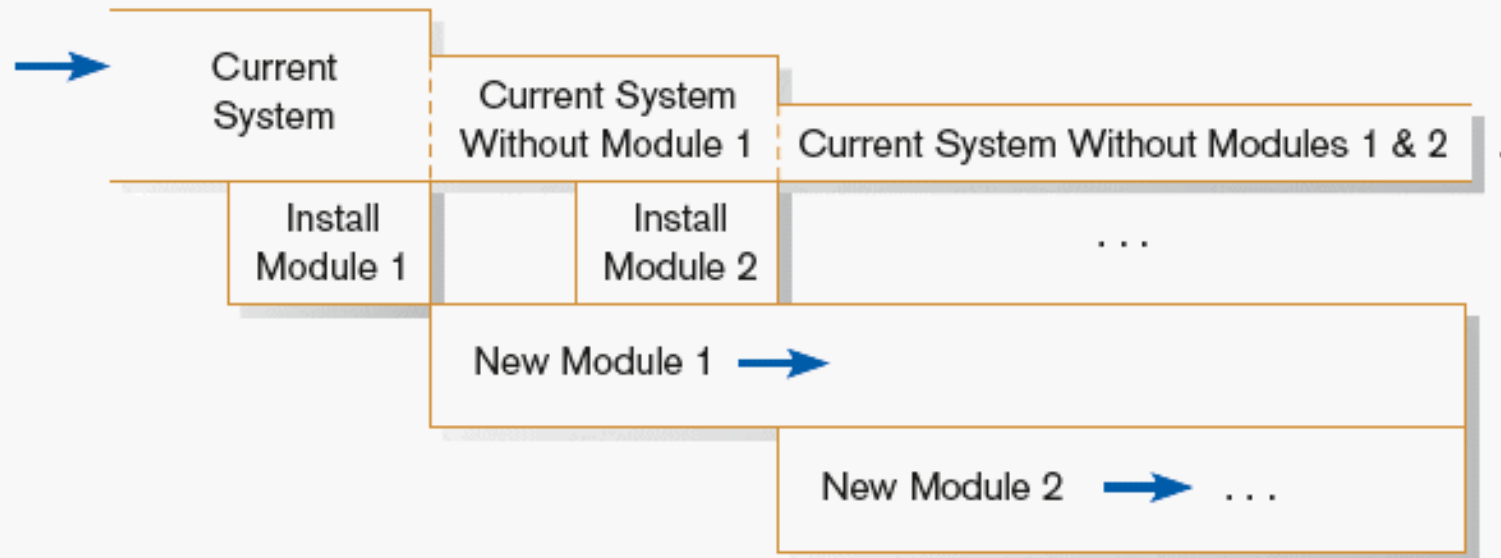 Current
System
Current System
Without Module 1
Current System Without Modules 1 & 2
Install
Module 1
Install
Module 2
. . .
New Module 1
New Module 2
. . .